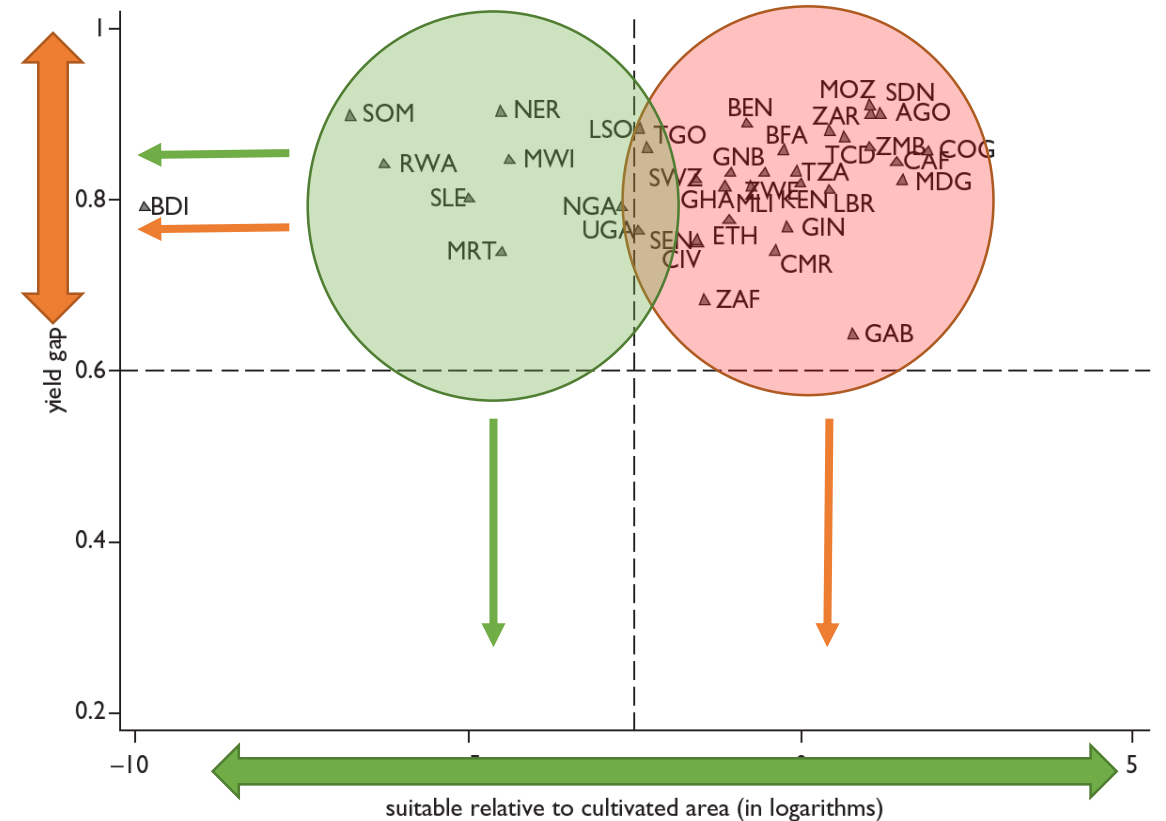 1
MOZ SDN
BEN
SOM
NER
ZAR
AGO
LSO
TGO
BFA
ZMB
COG
RWA
MWI
GNB
TCD
CAF
SWZ
TZA
MDG
0.8
BDI
SLE
NGA
GHA
MLI
ZWE
KEN
LBR
UGA
SEN
ETH
GIN
MRT
CIV
CMR
ZAF
GAB
yield gap
0.6
0.4
0.2
−10
5
suitable relative to cultivated area (in logarithms)